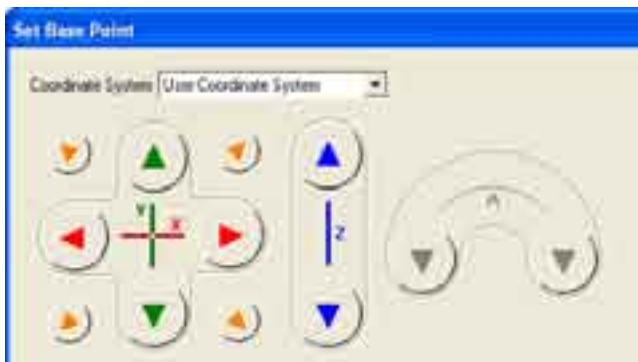 Set Base Point
Coordinate System User Coordinate System
Y
X
Z
A